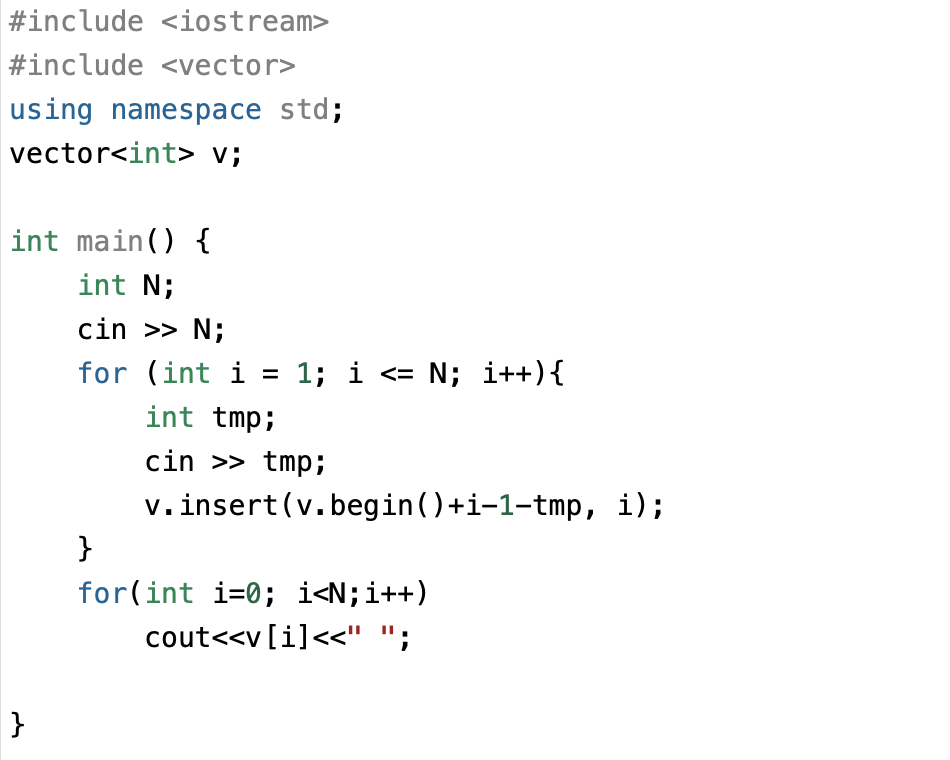 #include <iostream>
#include <vector>
using namespace std;
vector<int> v;
int main() {
int N;
cin >> N;
for (int i = 1; i <= N; i++){
int tmp;
cin >> tmp;
v.insert(v.begin()+i-1-tmp, i);
}
for(int i=0; i<N;i++)
cout<<v[i]<<" ";
}